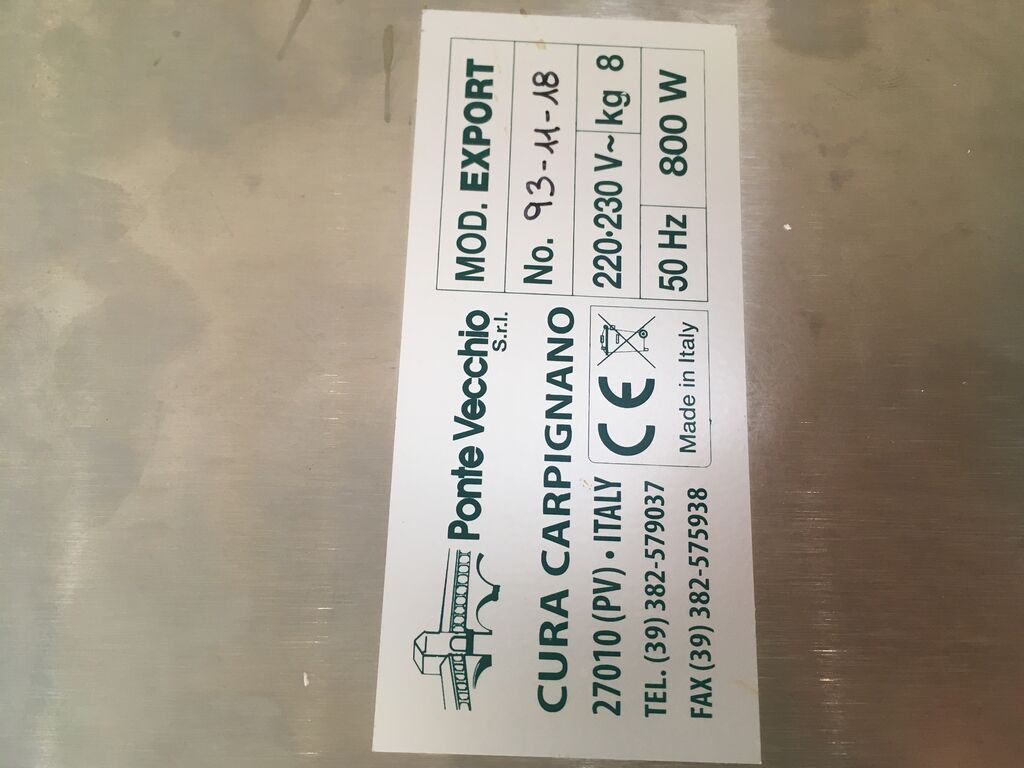 Ponte Vecchio
S.r.l.
CURA CARPIGNANO
27010 (PV) • ITALY
TEL. (39) 382-579037
FAX (39) 382-575938
CE
Made in Italy
MOD. EXPORT
No. 93-11-18
220·230 V~ kg 8
50 Hz 800 W